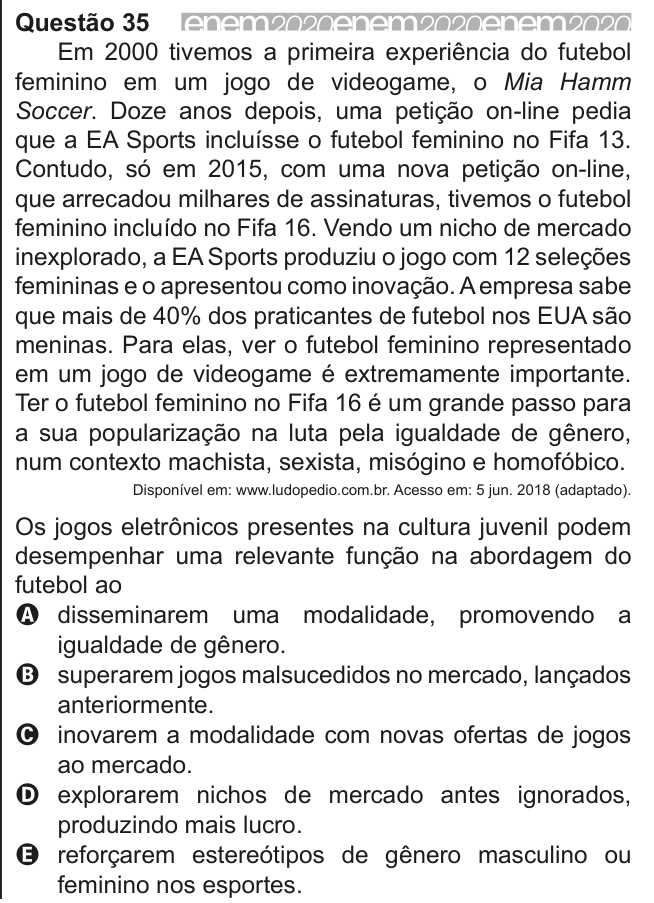 Questão 35 enem2020enem2020enem2020
Em 2000 tivemos a primeira experiência do futebol
feminino em um jogo de videogame, o Mia Hamm
Soccer. Doze anos depois, uma petição on-line pedia
que a EA Sports incluísse o futebol feminino no Fifa 13.
Contudo, só em 2015, com uma nova petição on-line,
que arrecadou milhares de assinaturas, tivemos o futebol
feminino incluído no Fifa 16. Vendo um nicho de mercado
inexplorado, a EA Sports produziu o jogo com 12 seleções
femininas e o apresentou como inovação. A empresa sabe
que mais de 40% dos praticantes de futebol nos EUA são
meninas. Para elas, ver o futebol feminino representado
em um jogo de videogame é extremamente importante.
Ter o futebol feminino no Fifa 16 é um grande passo para
a sua popularização na luta pela igualdade de gênero,
num contexto machista, sexista, misógino e homofóbico.
Disponível em: www.ludopedio.com.br. Acesso em: 5 jun. 2018 (adaptado).
Os jogos eletrônicos presentes na cultura juvenil podem
desempenhar uma relevante função na abordagem do
futebol ao
A disseminarem uma modalidade, promovendo a
igualdade de gênero.
B superarem jogos malsucedidos no mercado, lançados
anteriormente.
C inovarem a modalidade com novas ofertas de jogos
ao mercado.
D explorarem nichos de mercado antes ignorados,
produzindo mais lucro.
E reforçarem estereótipos de gênero masculino ou
feminino nos esportes.